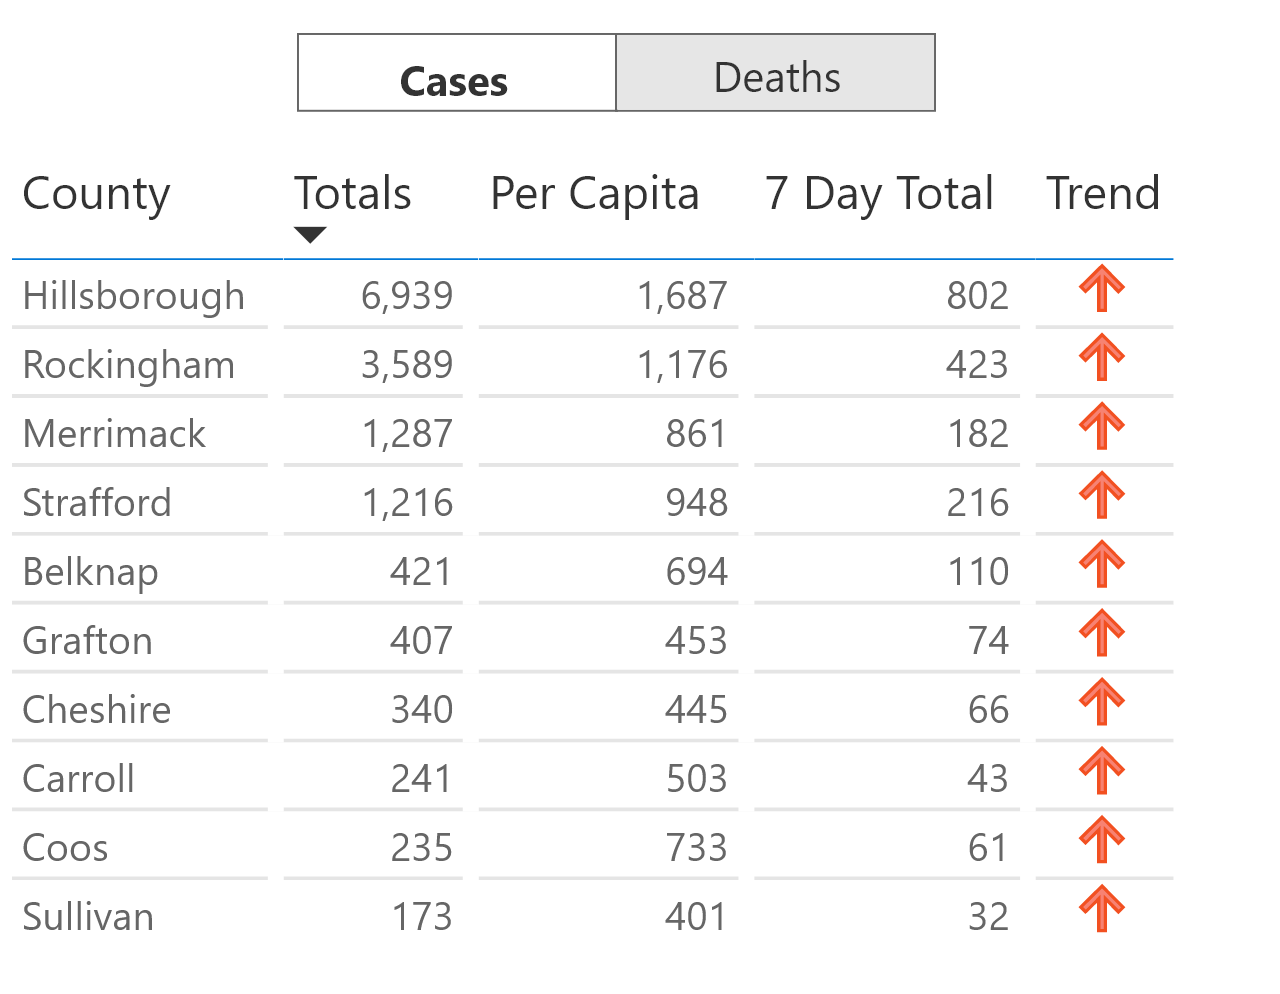 Cases Deaths
County Totals Per Capita 7 Day Total Trend
Hillsborough 6,939 1,687 802
Rockingham 3,589 1,176 423
Merrimack 1,287 861 182
Strafford 1,216 948 216
Belknap 421 694 110
Grafton 407 453 74
Cheshire 340 445 66
Carroll 241 503 43
Coos 235 733 61
Sullivan 173 401 32